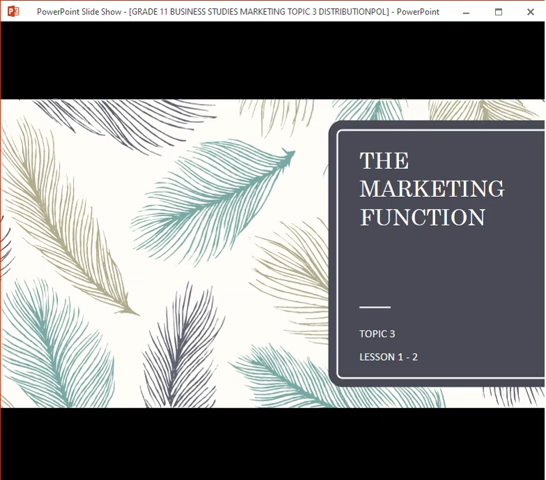 PowerPoint Slide Show - [GRADE 11 BUSINESS STUDIES MARKETING TOPIC 3 DISTRIBUTIONPOL] - PowerPoint
THE
MARKETING
FUNCTION
TOPIC 3
LESSON 1 - 2